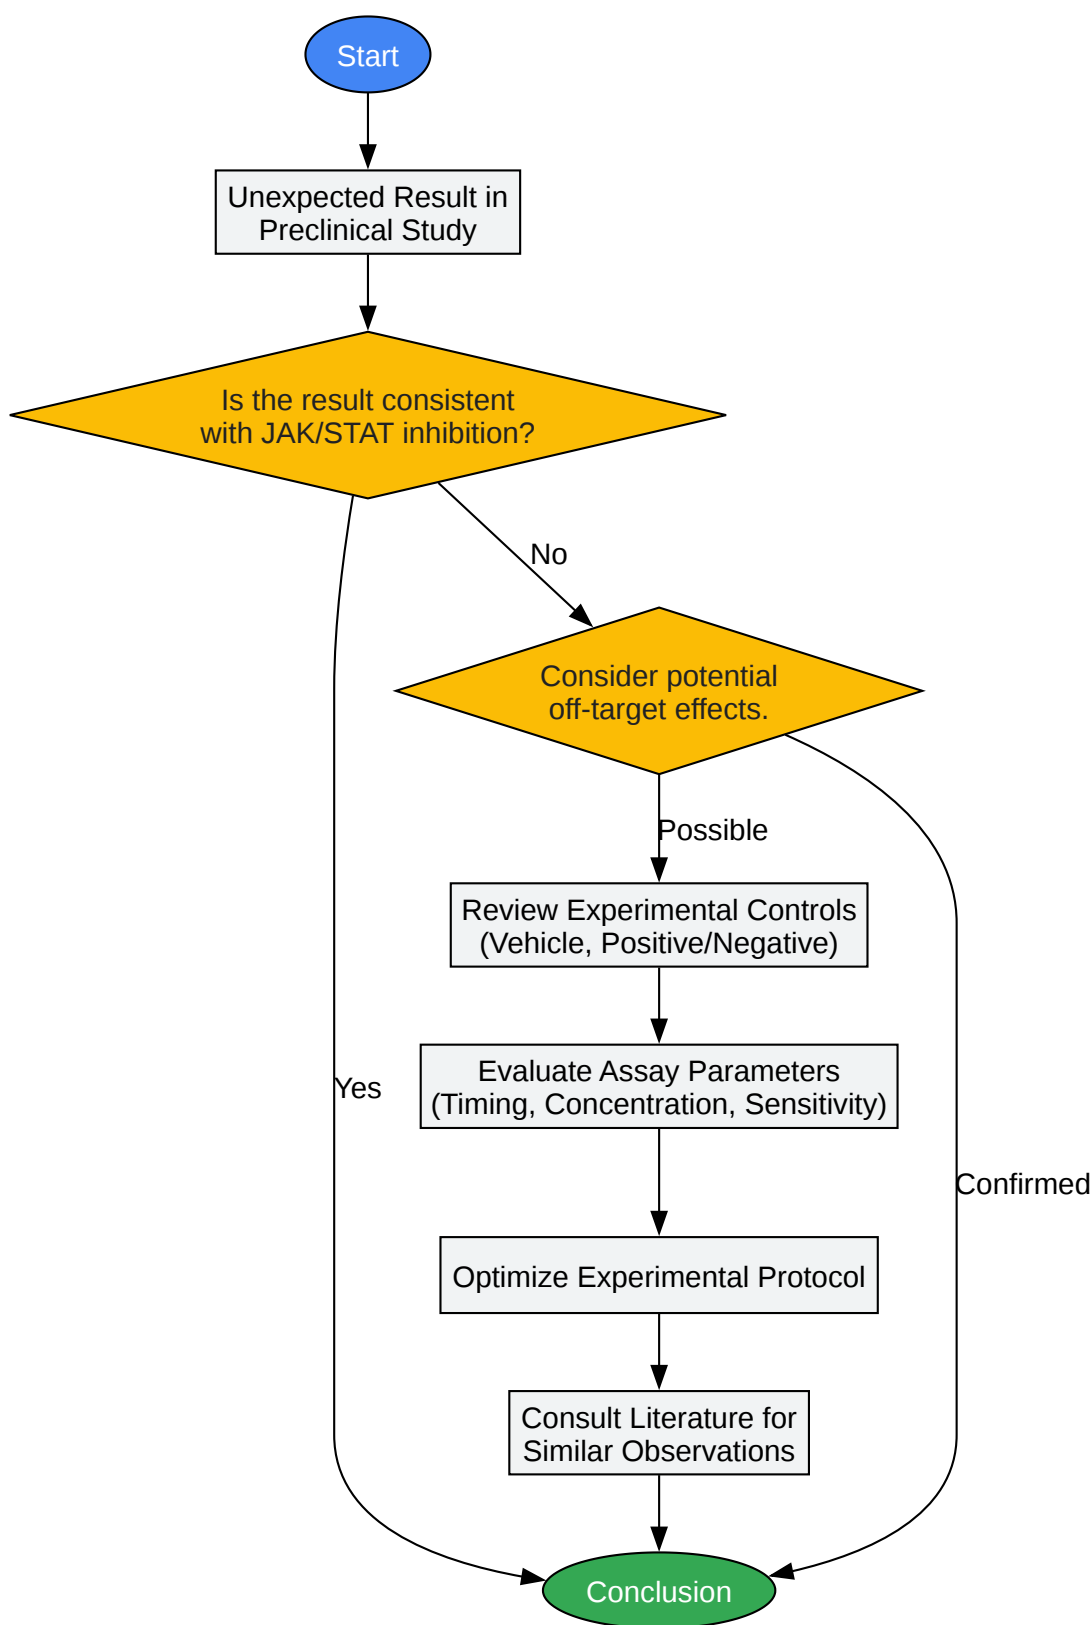 Start
Unexpected Result in
Preclinical Study
Is the result consistent
with JAK/STAT inhibition?
No
Consider potential
off-target effects.
Possible
Review Experimental Controls
(Vehicle, Positive/Negative)
Evaluate Assay Parameters
(Timing, Concentration, Sensitivity)
Yes
Confirmed
Optimize Experimental Protocol
Consult Literature for
Similar Observations
Conclusion